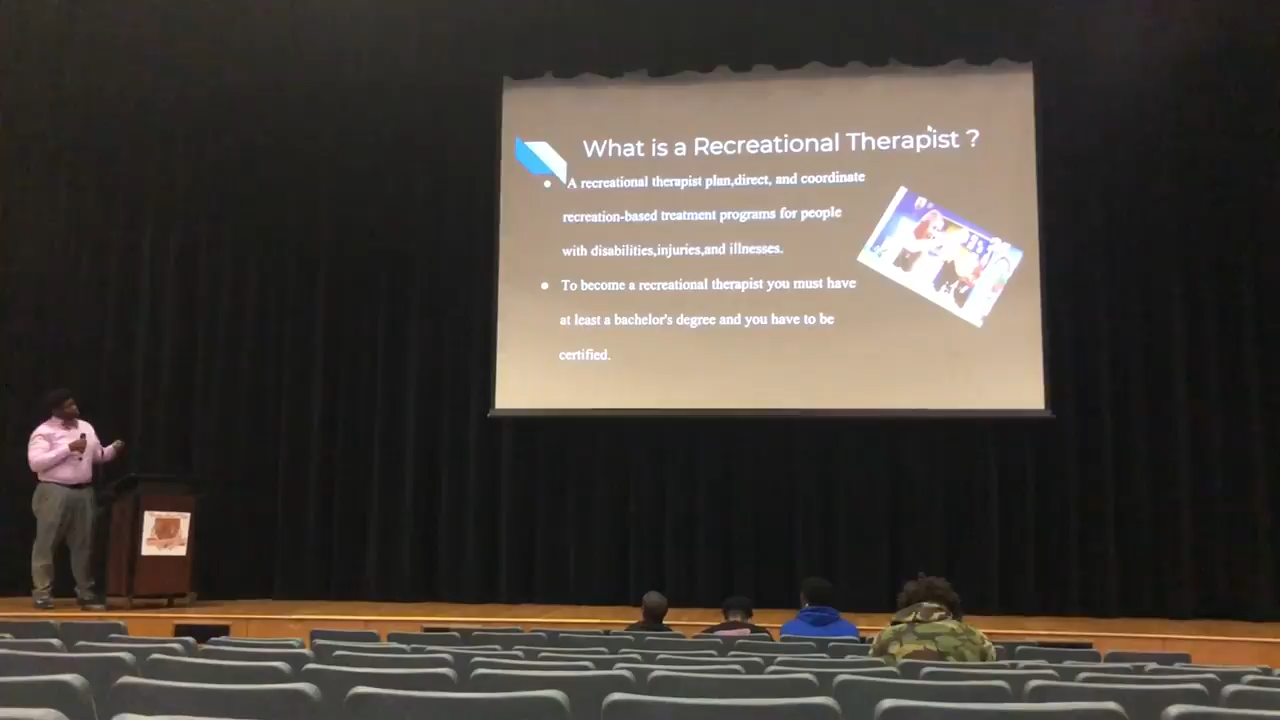 What is a Recreational Therapist ?
● A recreational therapist plan,direct, and coordinate
recreation-based treatment programs for people
with disabilities,injuries,and illnesses.
● To become a recreational therapist you must have
at least a bachelor's degree and you have to be
certified.